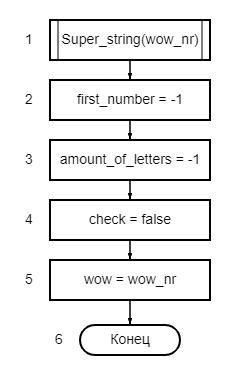 1 Super_string(wow_nr)
2 first_number = -1
3 amount_of_letters = -1
4 check = false
5 wow = wow_nr
6 Конец